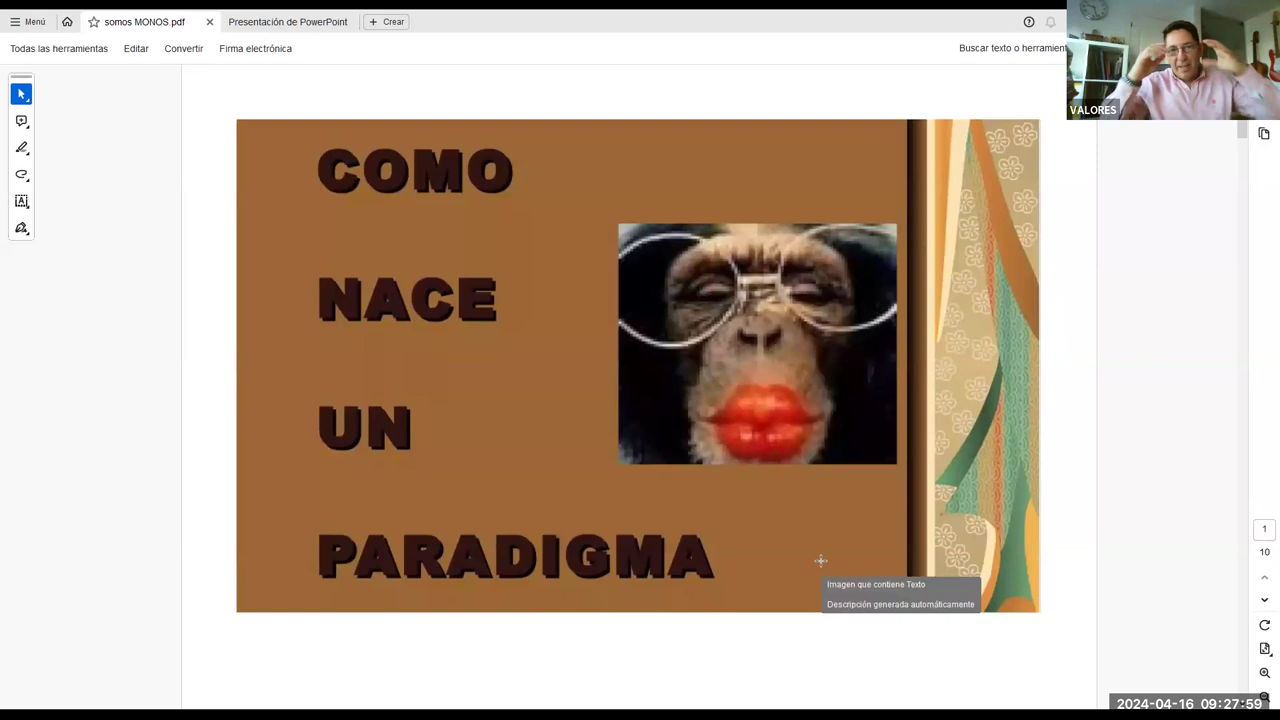 Menú
somos MONOS.pdf
Presentación de PowerPoint
Crear
Todas las herramientas
Editar
Convertir
Firma electrónica
Buscar texto o herramient
VALORES
COMO
NACE
UN
PARADIGMA
Imagen que contiene Texto
Descripción generada automáticamente
1
10
2024-04-16 09:27:59